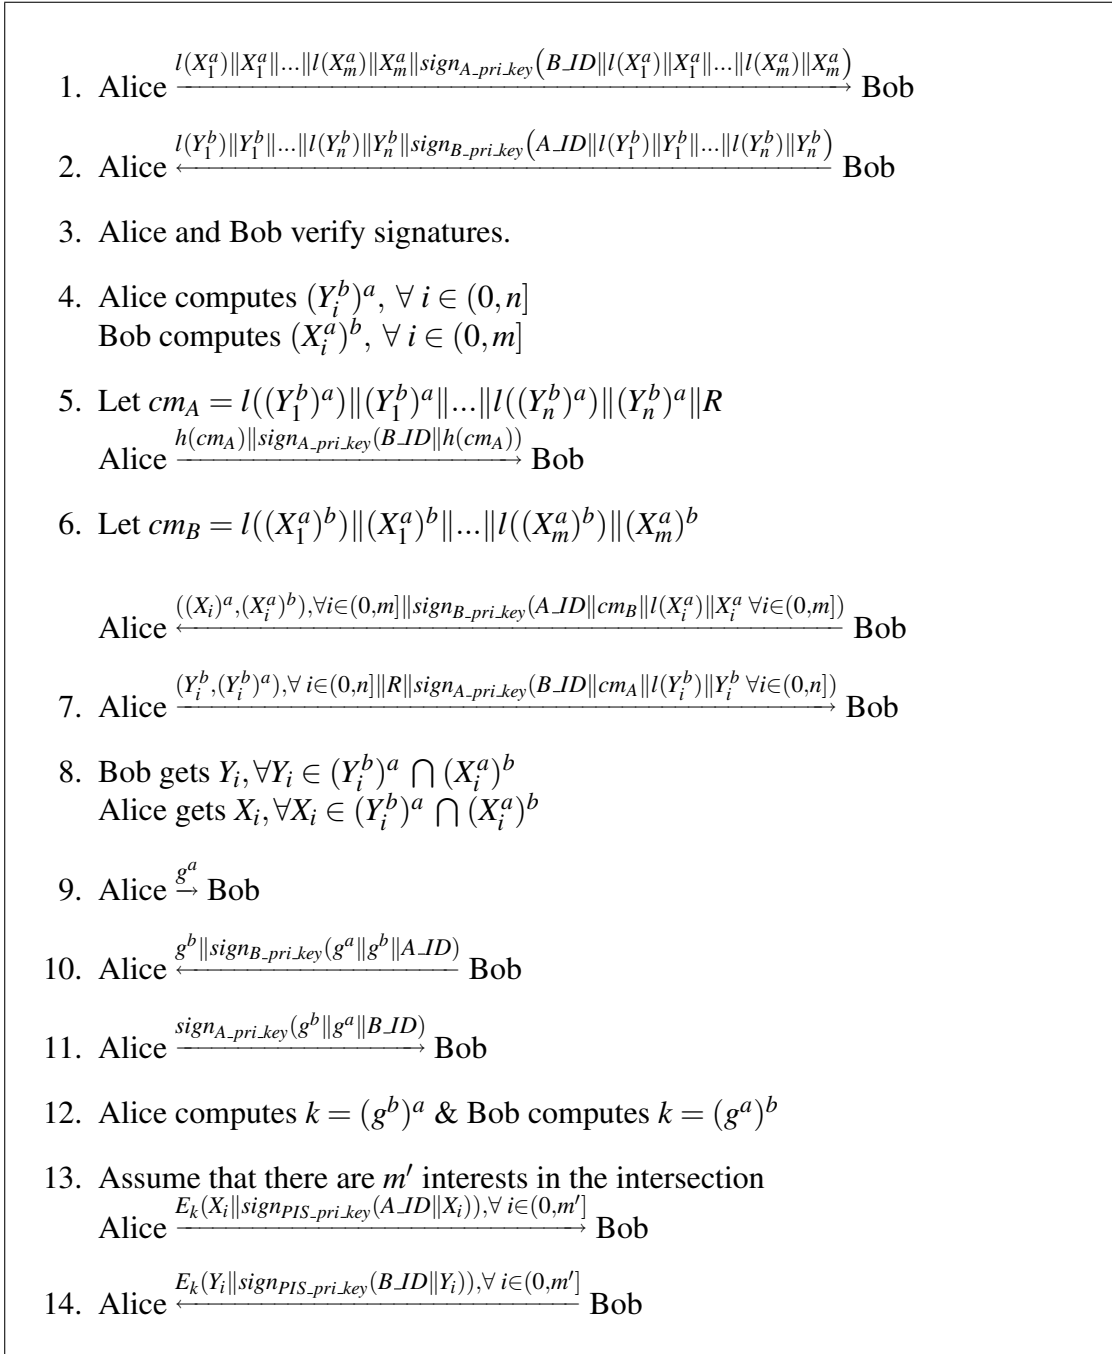 l(X_1^a)||X_1^a||...||l(X_m^a)||X_m^a||sign_{A_pri_key}(B_ID||l(X_1^a)||X_1^a||...||l(X_m^a)||X_m^a)
1. Alice → Bob
l(Y_1^b)||Y_1^b||...||l(Y_n^b)||Y_n^b||sign_{B_pri_key}(A_ID||l(Y_1^b)||Y_1^b||...||l(Y_n^b)||Y_n^b)
2. Alice ← Bob
3. Alice and Bob verify signatures.
4. Alice computes (Y_i^b)^a, ∀ i ∈ (0,n]
Bob computes (X_i^a)^b, ∀ i ∈ (0,m]
5. Let cm_A = l((Y_1^b)^a)||(Y_1^b)^a||...||l((Y_n^b)^a)||(Y_n^b)^a||R
h(cm_A)||sign_{A_pri_key}(B_ID||h(cm_A))
Alice → Bob
6. Let cm_B = l((X_1^a)^b)||(X_1^a)^b||...||l((X_m^a)^b)||(X_m^a)^b
((X_i)^a,(X_i^a)^b),∀i∈(0,m]||sign_{B_pri_key}(A_ID||cm_B||l(X_i^a)||X_i^a ∀i∈(0,m])
Alice ← Bob
(Y_i^b,(Y_i^b)^a),∀ i∈(0,n]||R||sign_{A_pri_key}(B_ID||cm_A||l(Y_i^b)||Y_i^b ∀i∈(0,n])
7. Alice → Bob
8. Bob gets Y_i, ∀Y_i ∈ (Y_i^b)^a ⋂ (X_i^a)^b
Alice gets X_i, ∀X_i ∈ (Y_i^b)^a ⋂ (X_i^a)^b
g^a
9. Alice → Bob
g^b||sign_{B_pri_key}(g^a||g^b||A_ID)
10. Alice ← Bob
sign_{A_pri_key}(g^b||g^a||B_ID)
11. Alice → Bob
12. Alice computes k = (g^b)^a & Bob computes k = (g^a)^b
13. Assume that there are m′ interests in the intersection
E_k(X_i||sign_{PIS_pri_key}(A_ID||X_i)),∀ i∈(0,m′]
Alice → Bob
E_k(Y_i||sign_{PIS_pri_key}(B_ID||Y_i)),∀ i∈(0,m′]
14. Alice ← Bob